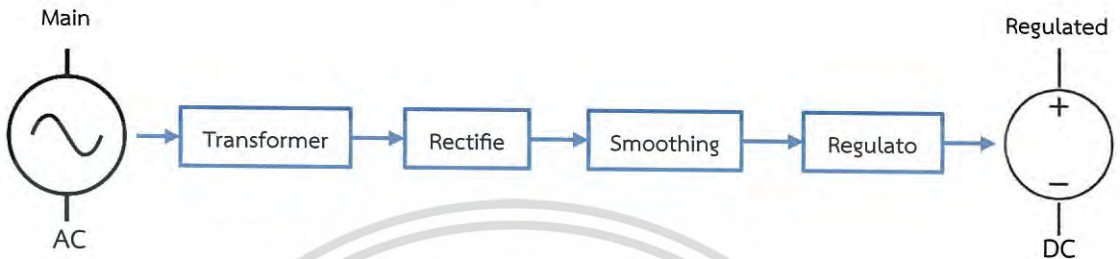 Main
Regulated
Transformer
Rectifie
Smoothing
Regulato
+
−
AC
DC